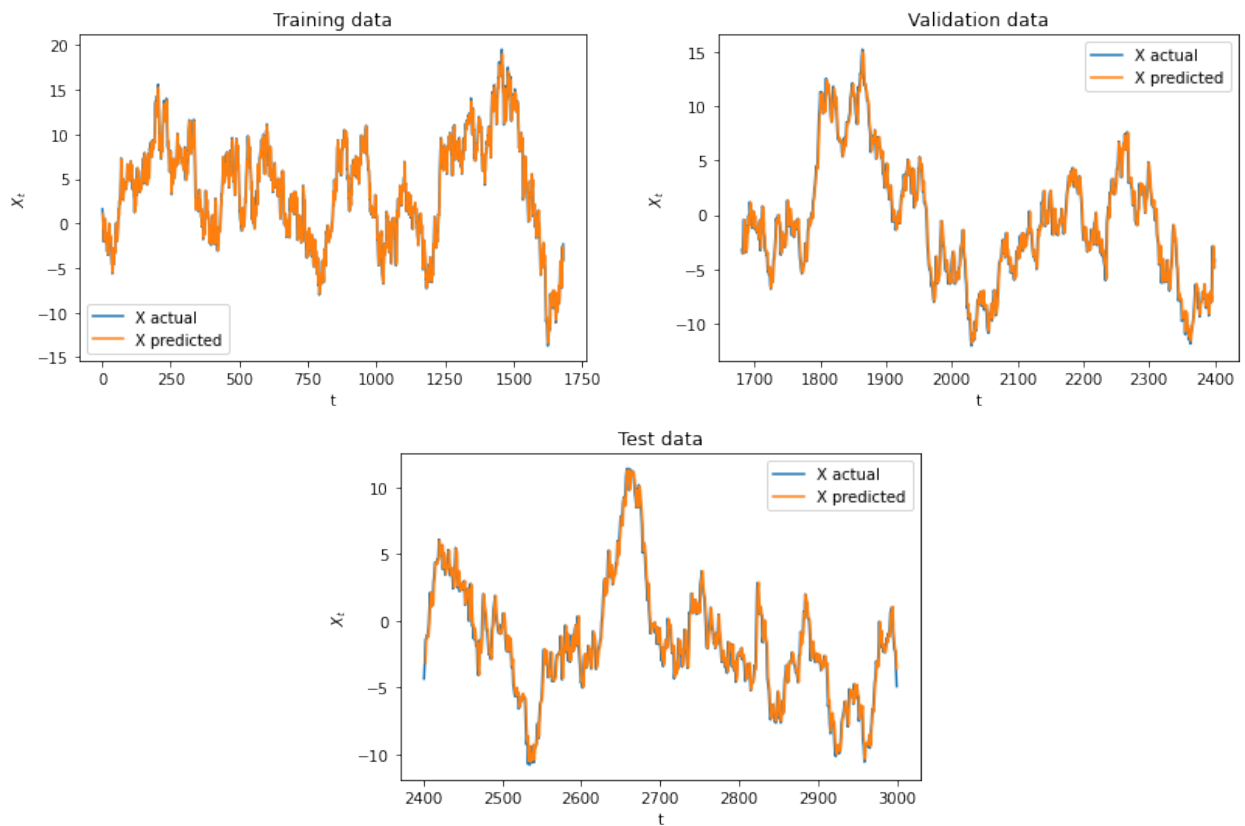 Training data
X_t
20
15
10
5
0
−5
−10
−15
X actual
X predicted
0 250 500 750 1000 1250 1500 1750
t
Validation data
X_t
15
10
5
0
−5
−10
X actual
X predicted
1700 1800 1900 2000 2100 2200 2300 2400
t
Test data
X_t
10
5
0
−5
−10
X actual
X predicted
2400 2500 2600 2700 2800 2900 3000
t